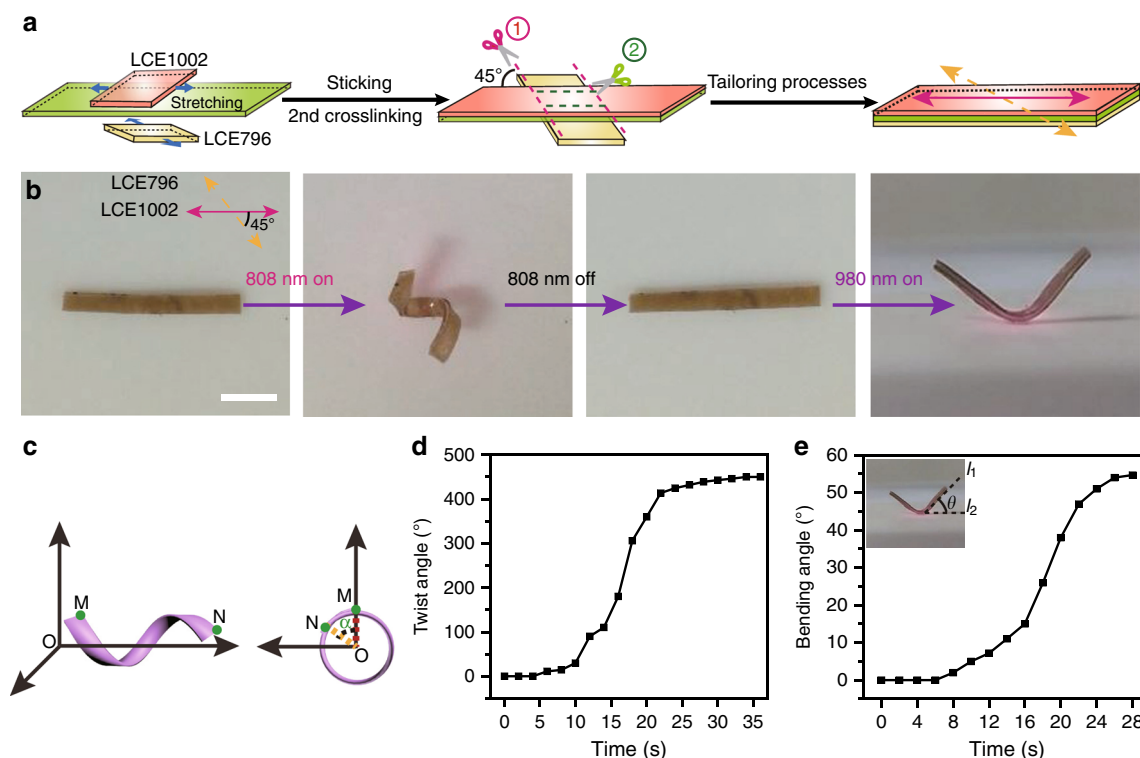 a
LCE1002
Stretching
LCE796
Sticking
2nd crosslinking
1
2
45°
Tailoring processes
b
LCE796
LCE1002
45°
808 nm on
808 nm off
980 nm on
c
M
N
O
M
N
α
O
d
Twist angle (°)
500
400
300
200
100
0
0 5 10 15 20 25 30 35
Time (s)
e
Bending angle (°)
60
50
40
30
20
10
0
l1
θ
l2
0 4 8 12 16 20 24 28
Time (s)